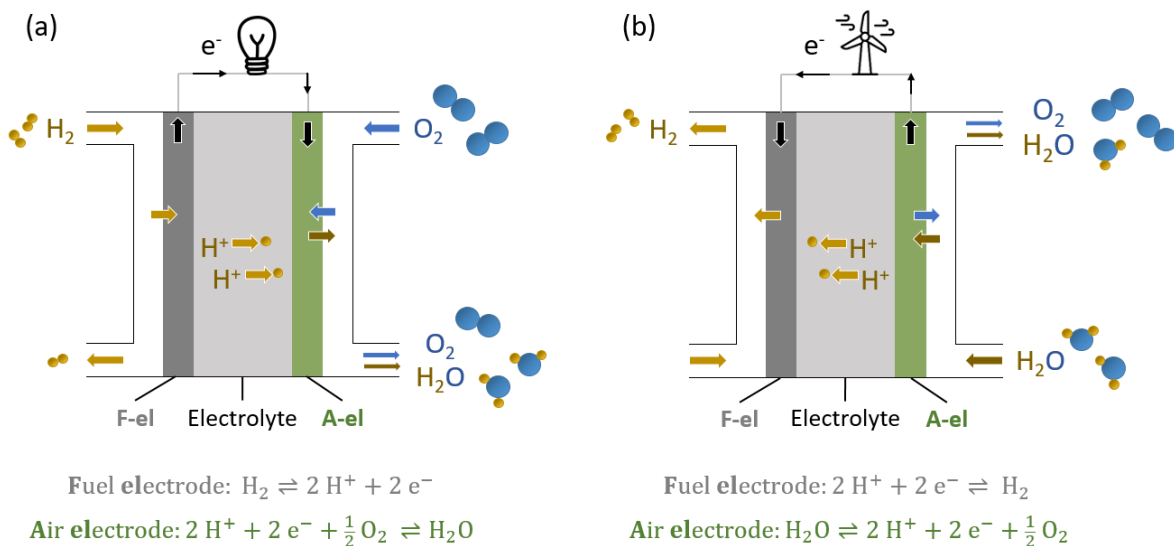 (a)
e⁻
H₂
O₂
H⁺
H⁺
O₂
H₂O
F-el
Electrolyte
A-el
Fuel electrode: H₂ ⇌ 2 H⁺ + 2 e⁻
Air electrode: 2 H⁺ + 2 e⁻ + ½ O₂ ⇌ H₂O
(b)
e⁻
H₂
O₂
H₂O
H⁺
H⁺
H₂O
F-el
Electrolyte
A-el
Fuel electrode: 2 H⁺ + 2 e⁻ ⇌ H₂
Air electrode: H₂O ⇌ 2 H⁺ + 2 e⁻ + ½ O₂